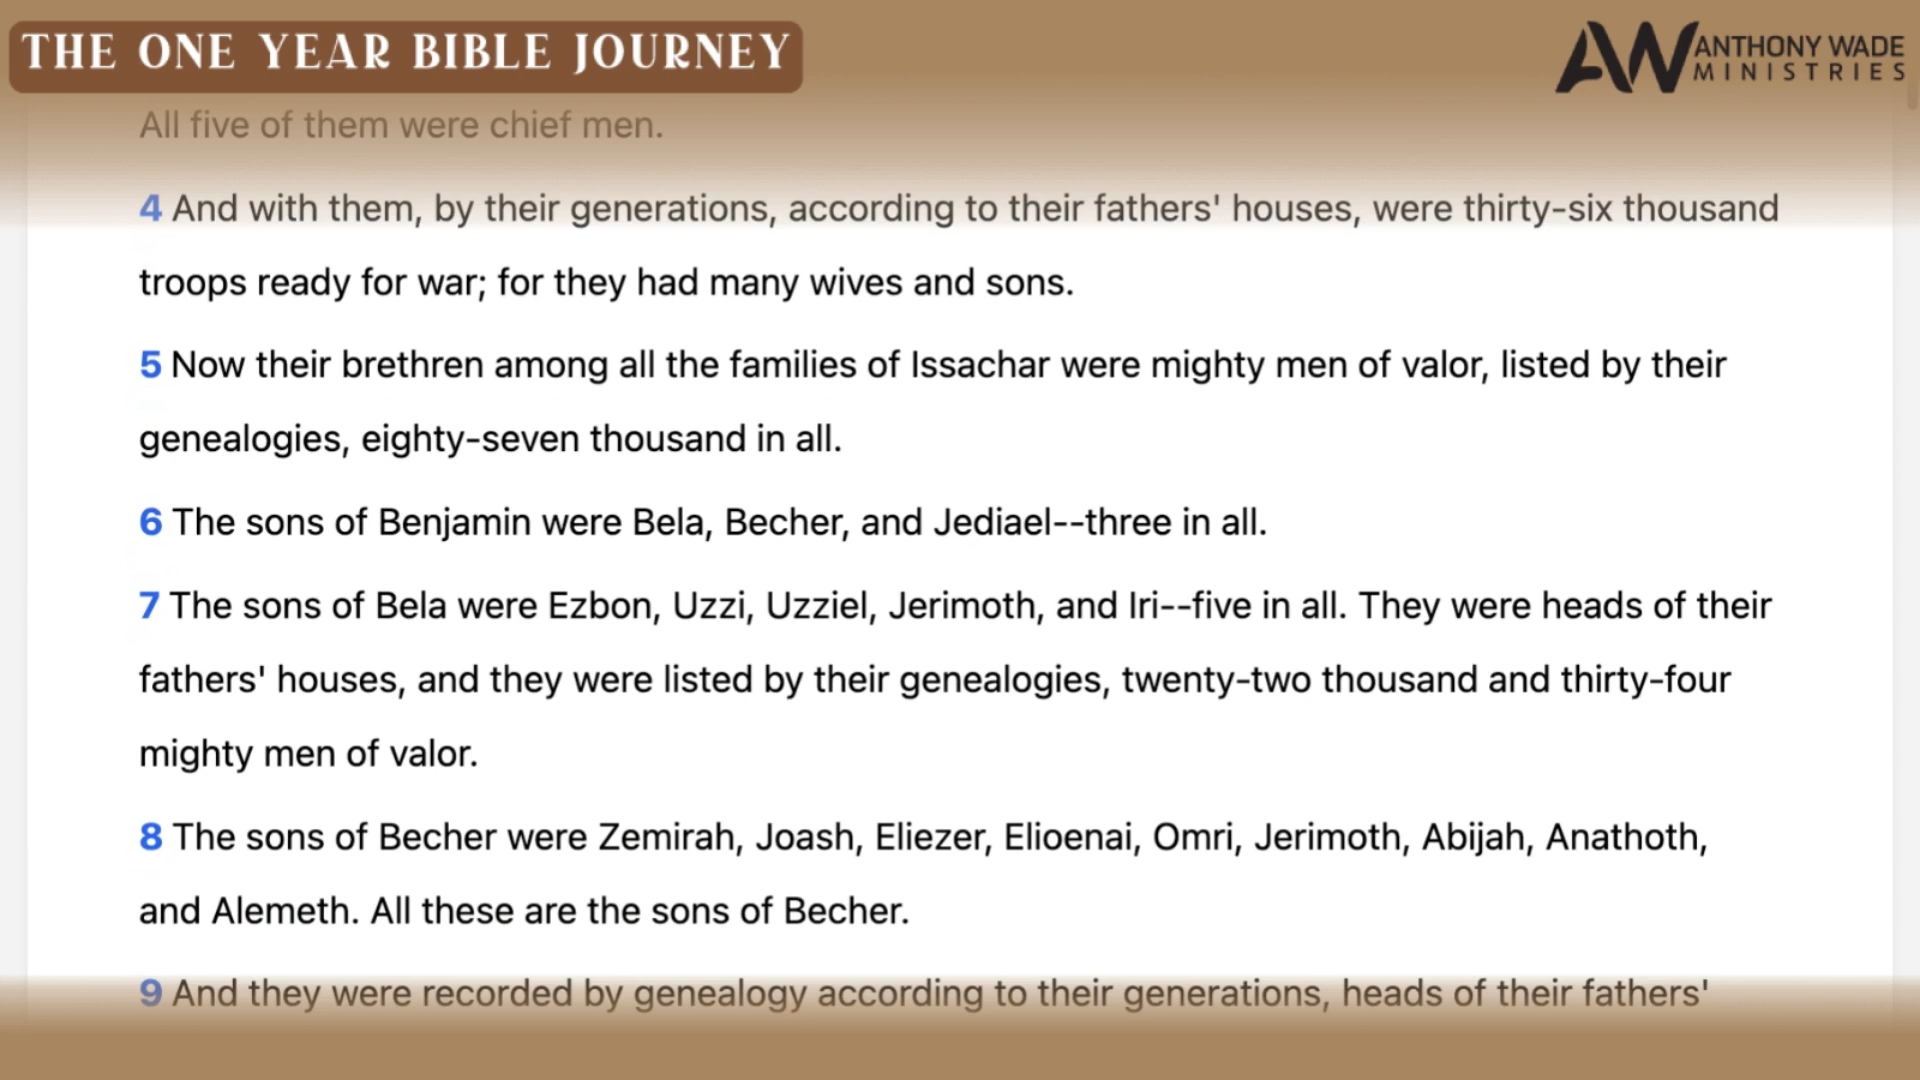 THE ONE YEAR BIBLE JOURNEY
AW ANTHONY WADE
MINISTRIES
All five of them were chief men.
4 And with them, by their generations, according to their fathers' houses, were thirty-six thousand
troops ready for war; for they had many wives and sons.
5 Now their brethren among all the families of Issachar were mighty men of valor, listed by their
genealogies, eighty-seven thousand in all.
6 The sons of Benjamin were Bela, Becher, and Jediael--three in all.
7 The sons of Bela were Ezbon, Uzzi, Uzziel, Jerimoth, and Iri--five in all. They were heads of their
fathers' houses, and they were listed by their genealogies, twenty-two thousand and thirty-four
mighty men of valor.
8 The sons of Becher were Zemirah, Joash, Eliezer, Elioenai, Omri, Jerimoth, Abijah, Anathoth,
and Alemeth. All these are the sons of Becher.
9 And they were recorded by genealogy according to their generations, heads of their fathers'